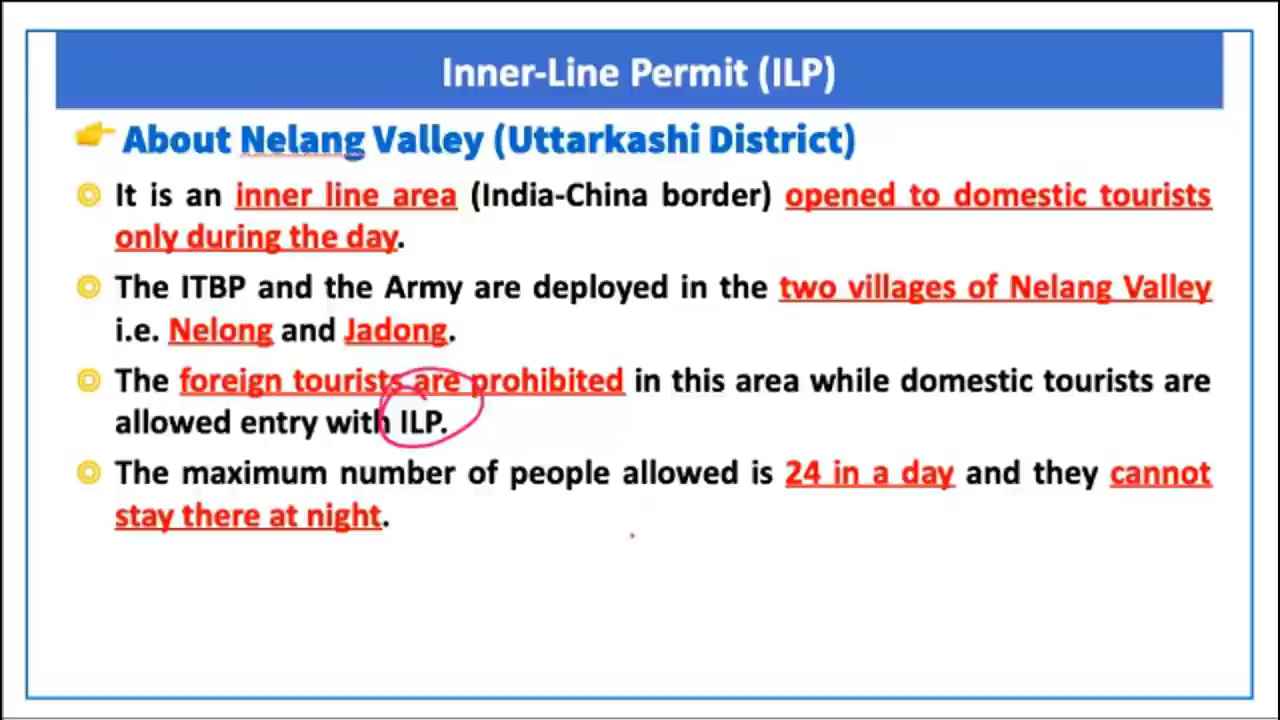 Inner-Line Permit (ILP)
About Nelang Valley (Uttarkashi District)
It is an inner line area (India-China border) opened to domestic tourists
only during the day.
The ITBP and the Army are deployed in the two villages of Nelang Valley
i.e. Nelong and Jadong.
The foreign tourists are prohibited in this area while domestic tourists are
allowed entry with ILP.
The maximum number of people allowed is 24 in a day and they cannot
stay there at night.